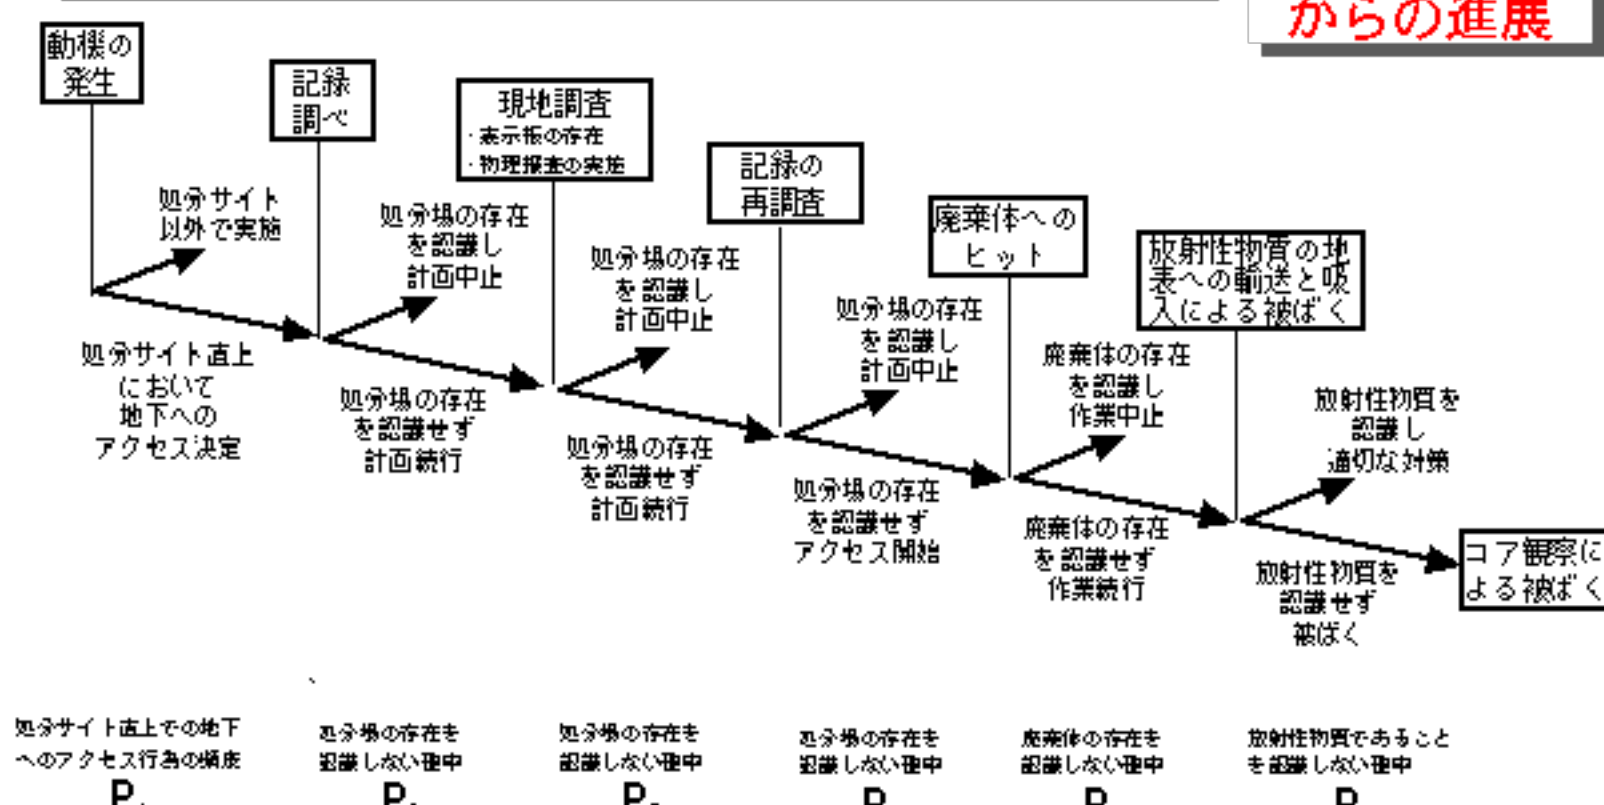 からの進展
動機の
発生
記録
調べ
現地調査
・表示板の存在
・物理探査の実施
記録の
再調査
廃棄体への
ヒット
放射性物質の地
表への輸送と吸
入による被ばく
処分サイト
以外で実施
処分場の存在
を認識し
計画中止
処分場の存在
を認識し
計画中止
処分場の存在
を認識し
計画中止
廃棄体の存在
を認識し
作業中止
放射性物質を
認識し
適切な対策
処分サイト直上
において
地下への
アクセス決定
処分場の存在
を認識せず
計画続行
処分場の存在
を認識せず
計画続行
処分場の存在
を認識せず
アクセス開始
廃棄体の存在
を認識せず
作業続行
放射性物質を
認識せず
被ばく
コア観察に
よる被ばく
処分サイト直上での地下
へのアクセス行為の頻度
処分場の存在を
認識しない確率
処分場の存在を
認識しない確率
処分場の存在を
認識しない確率
廃棄体の存在を
認識しない確率
放射性物質であること
を認識しない確率
P
P
P
P
P
P